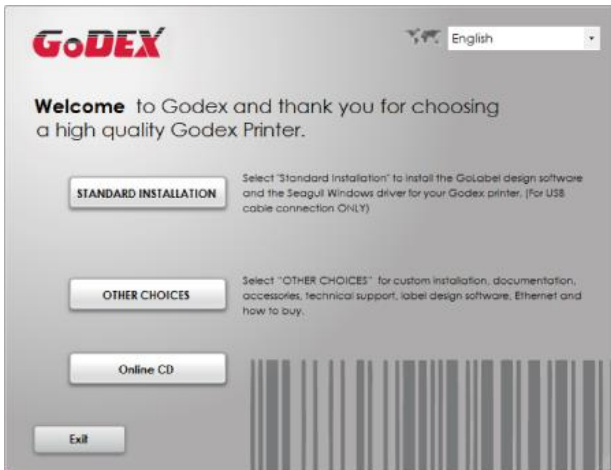 GoDEX
English
Welcome to Godex and thank you for choosing
a high quality Godex Printer.
STANDARD INSTALLATION
Select "Standard Installation" to install the GoLabel design software
and the Seagull Windows driver for your Godex printer. (For USB
cable connection ONLY)
OTHER CHOICES
Select "OTHER CHOICES" for custom installation, documentation,
accessories, technical support, label design software, Ethernet and
how to buy.
Online CD
Exit